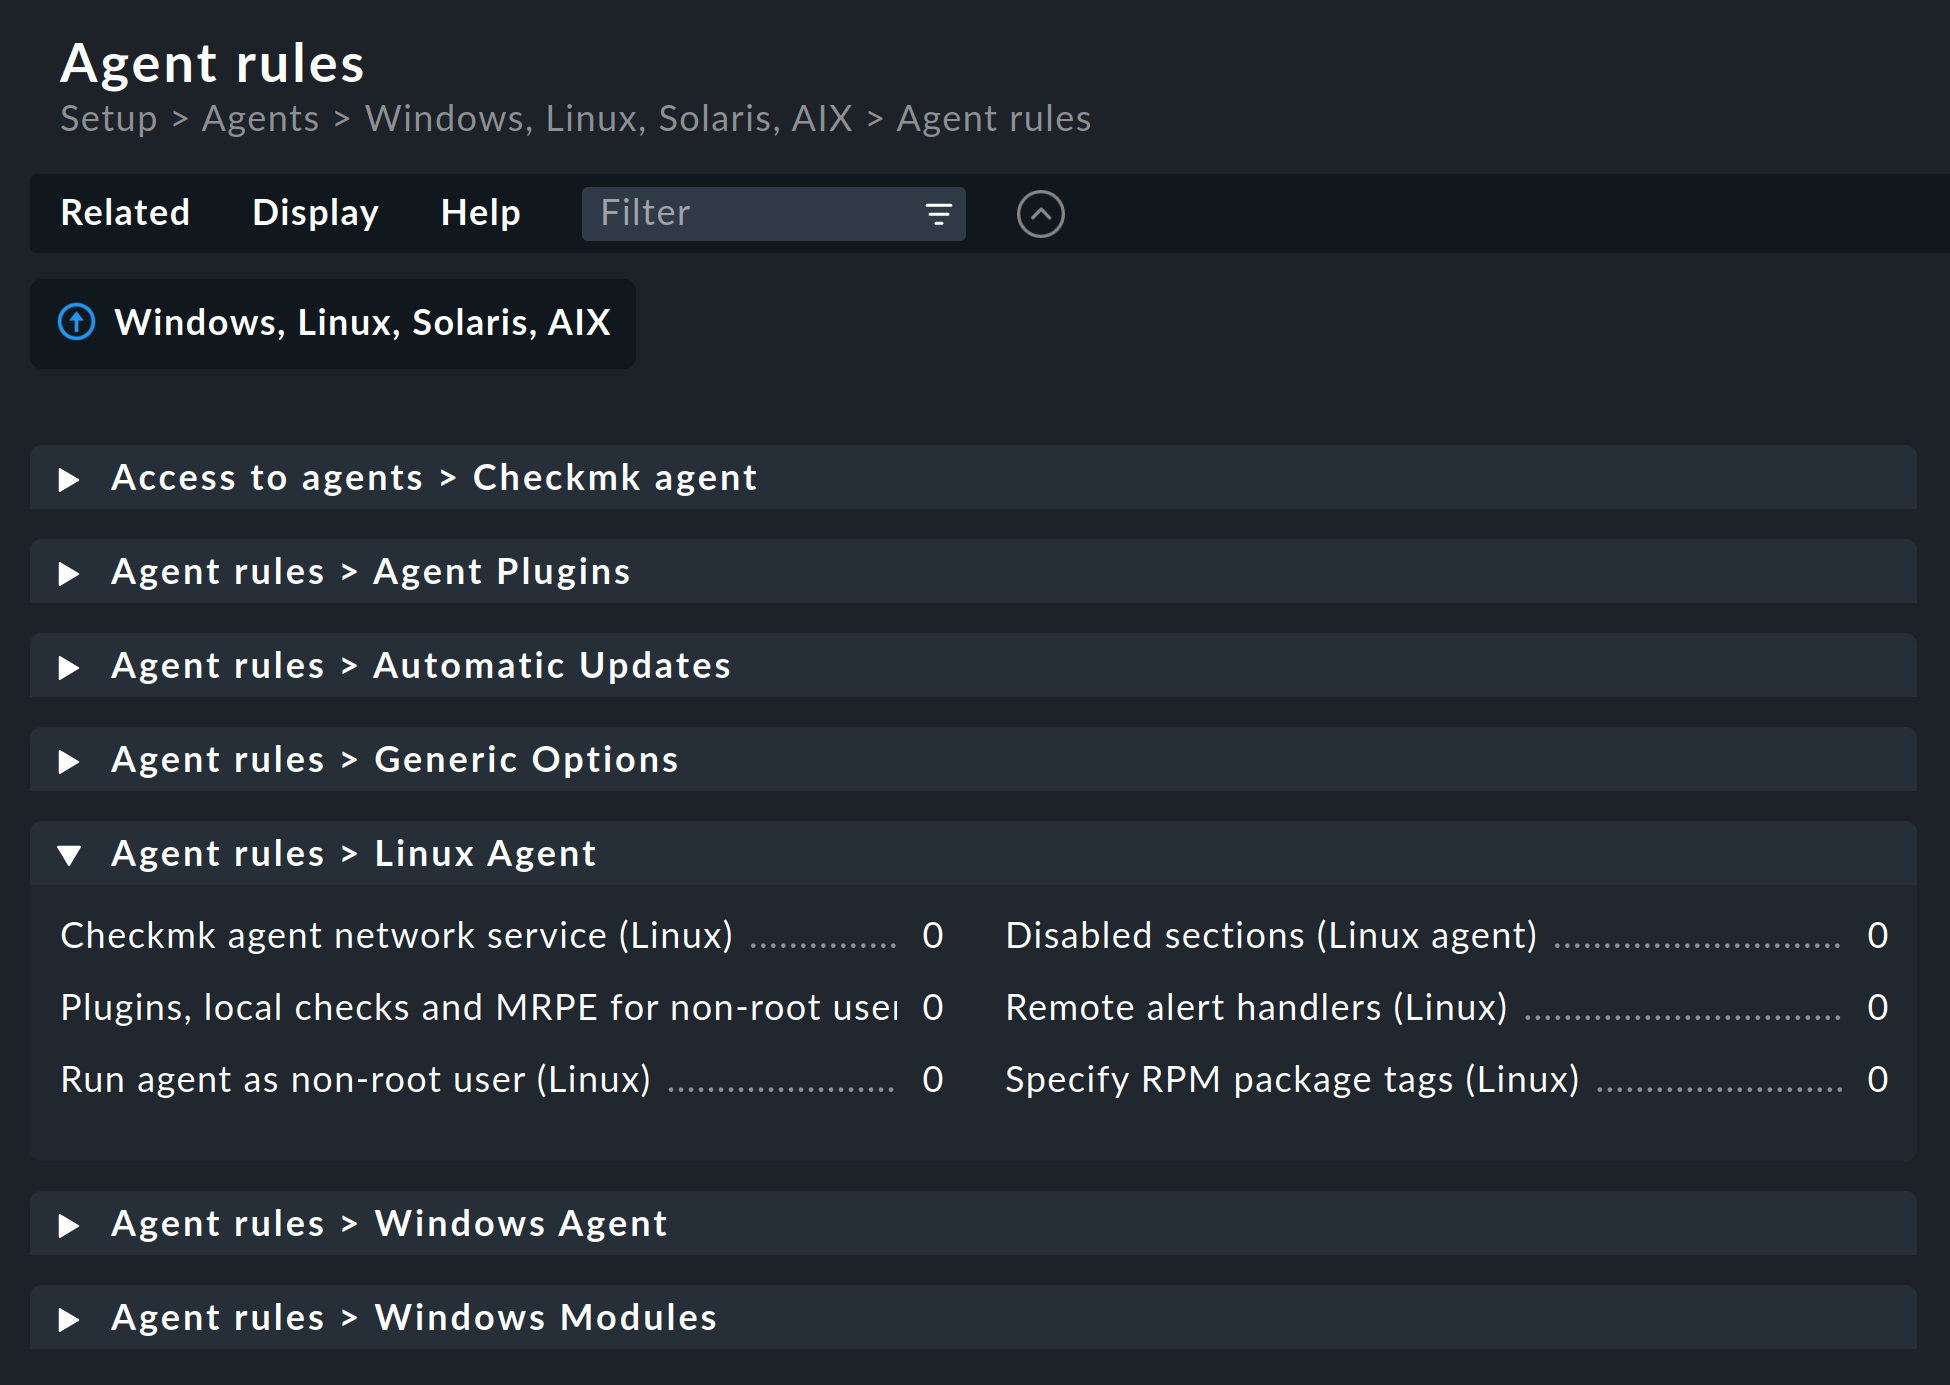 Agent rules
Setup > Agents > Windows, Linux, Solaris, AIX > Agent rules
Related Display Help Filter
Windows, Linux, Solaris, AIX
Access to agents > Checkmk agent
Agent rules > Agent Plugins
Agent rules > Automatic Updates
Agent rules > Generic Options
Agent rules > Linux Agent
Checkmk agent network service (Linux) ............... 0
Disabled sections (Linux agent) ............................. 0
Plugins, local checks and MRPE for non-root user 0
Remote alert handlers (Linux) ................................ 0
Run agent as non-root user (Linux) ....................... 0
Specify RPM package tags (Linux) ......................... 0
Agent rules > Windows Agent
Agent rules > Windows Modules